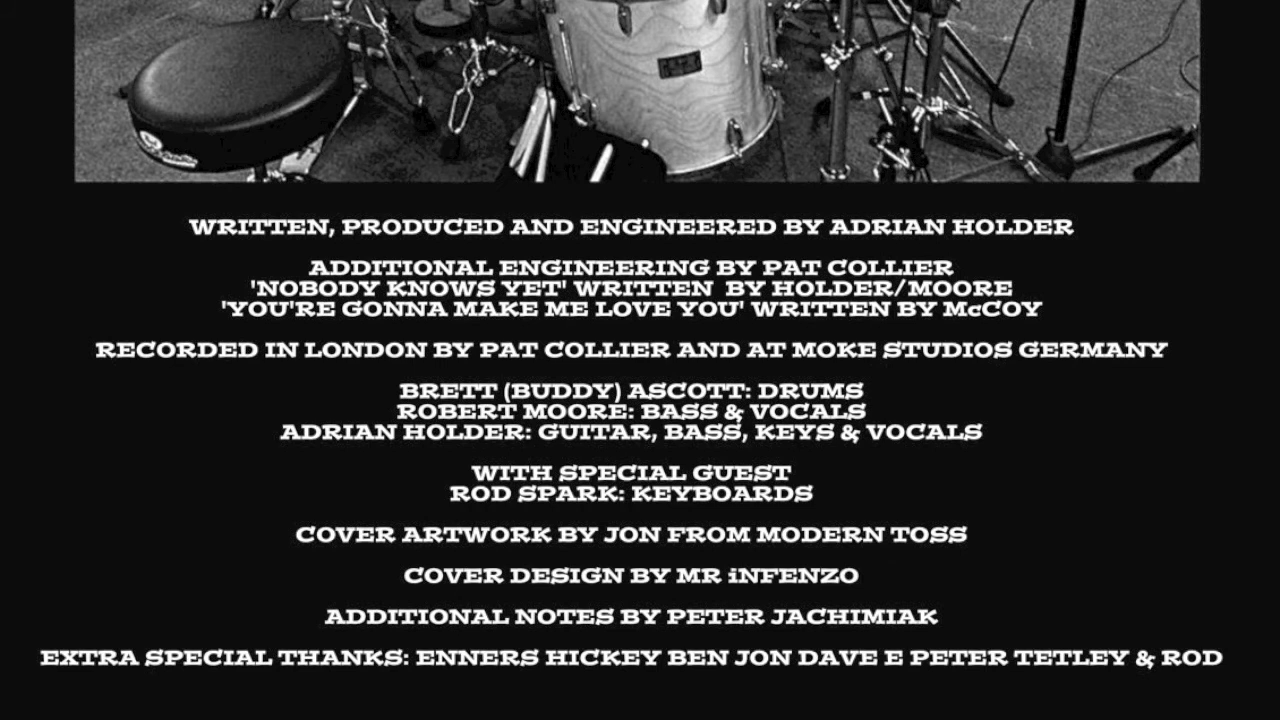 WRITTEN, PRODUCED AND ENGINEERED BY ADRIAN HOLDER
ADDITIONAL ENGINEERING BY PAT COLLIER
'NOBODY KNOWS YET' WRITTEN BY HOLDER/MOORE
'YOU'RE GONNA MAKE ME LOVE YOU' WRITTEN BY McCOY
RECORDED IN LONDON BY PAT COLLIER AND AT MOKE STUDIOS GERMANY
BRETT (BUDDY) ASCOTT: DRUMS
ROBERT MOORE: BASS & VOCALS
ADRIAN HOLDER: GUITAR, BASS, KEYS & VOCALS
WITH SPECIAL GUEST
ROD SPARK: KEYBOARDS
COVER ARTWORK BY JON FROM MODERN TOSS
COVER DESIGN BY MR iNFENZO
ADDITIONAL NOTES BY PETER JACHIMIAK
EXTRA SPECIAL THANKS: ENNERS HICKEY BEN JON DAVE E PETER TETLEY & ROD